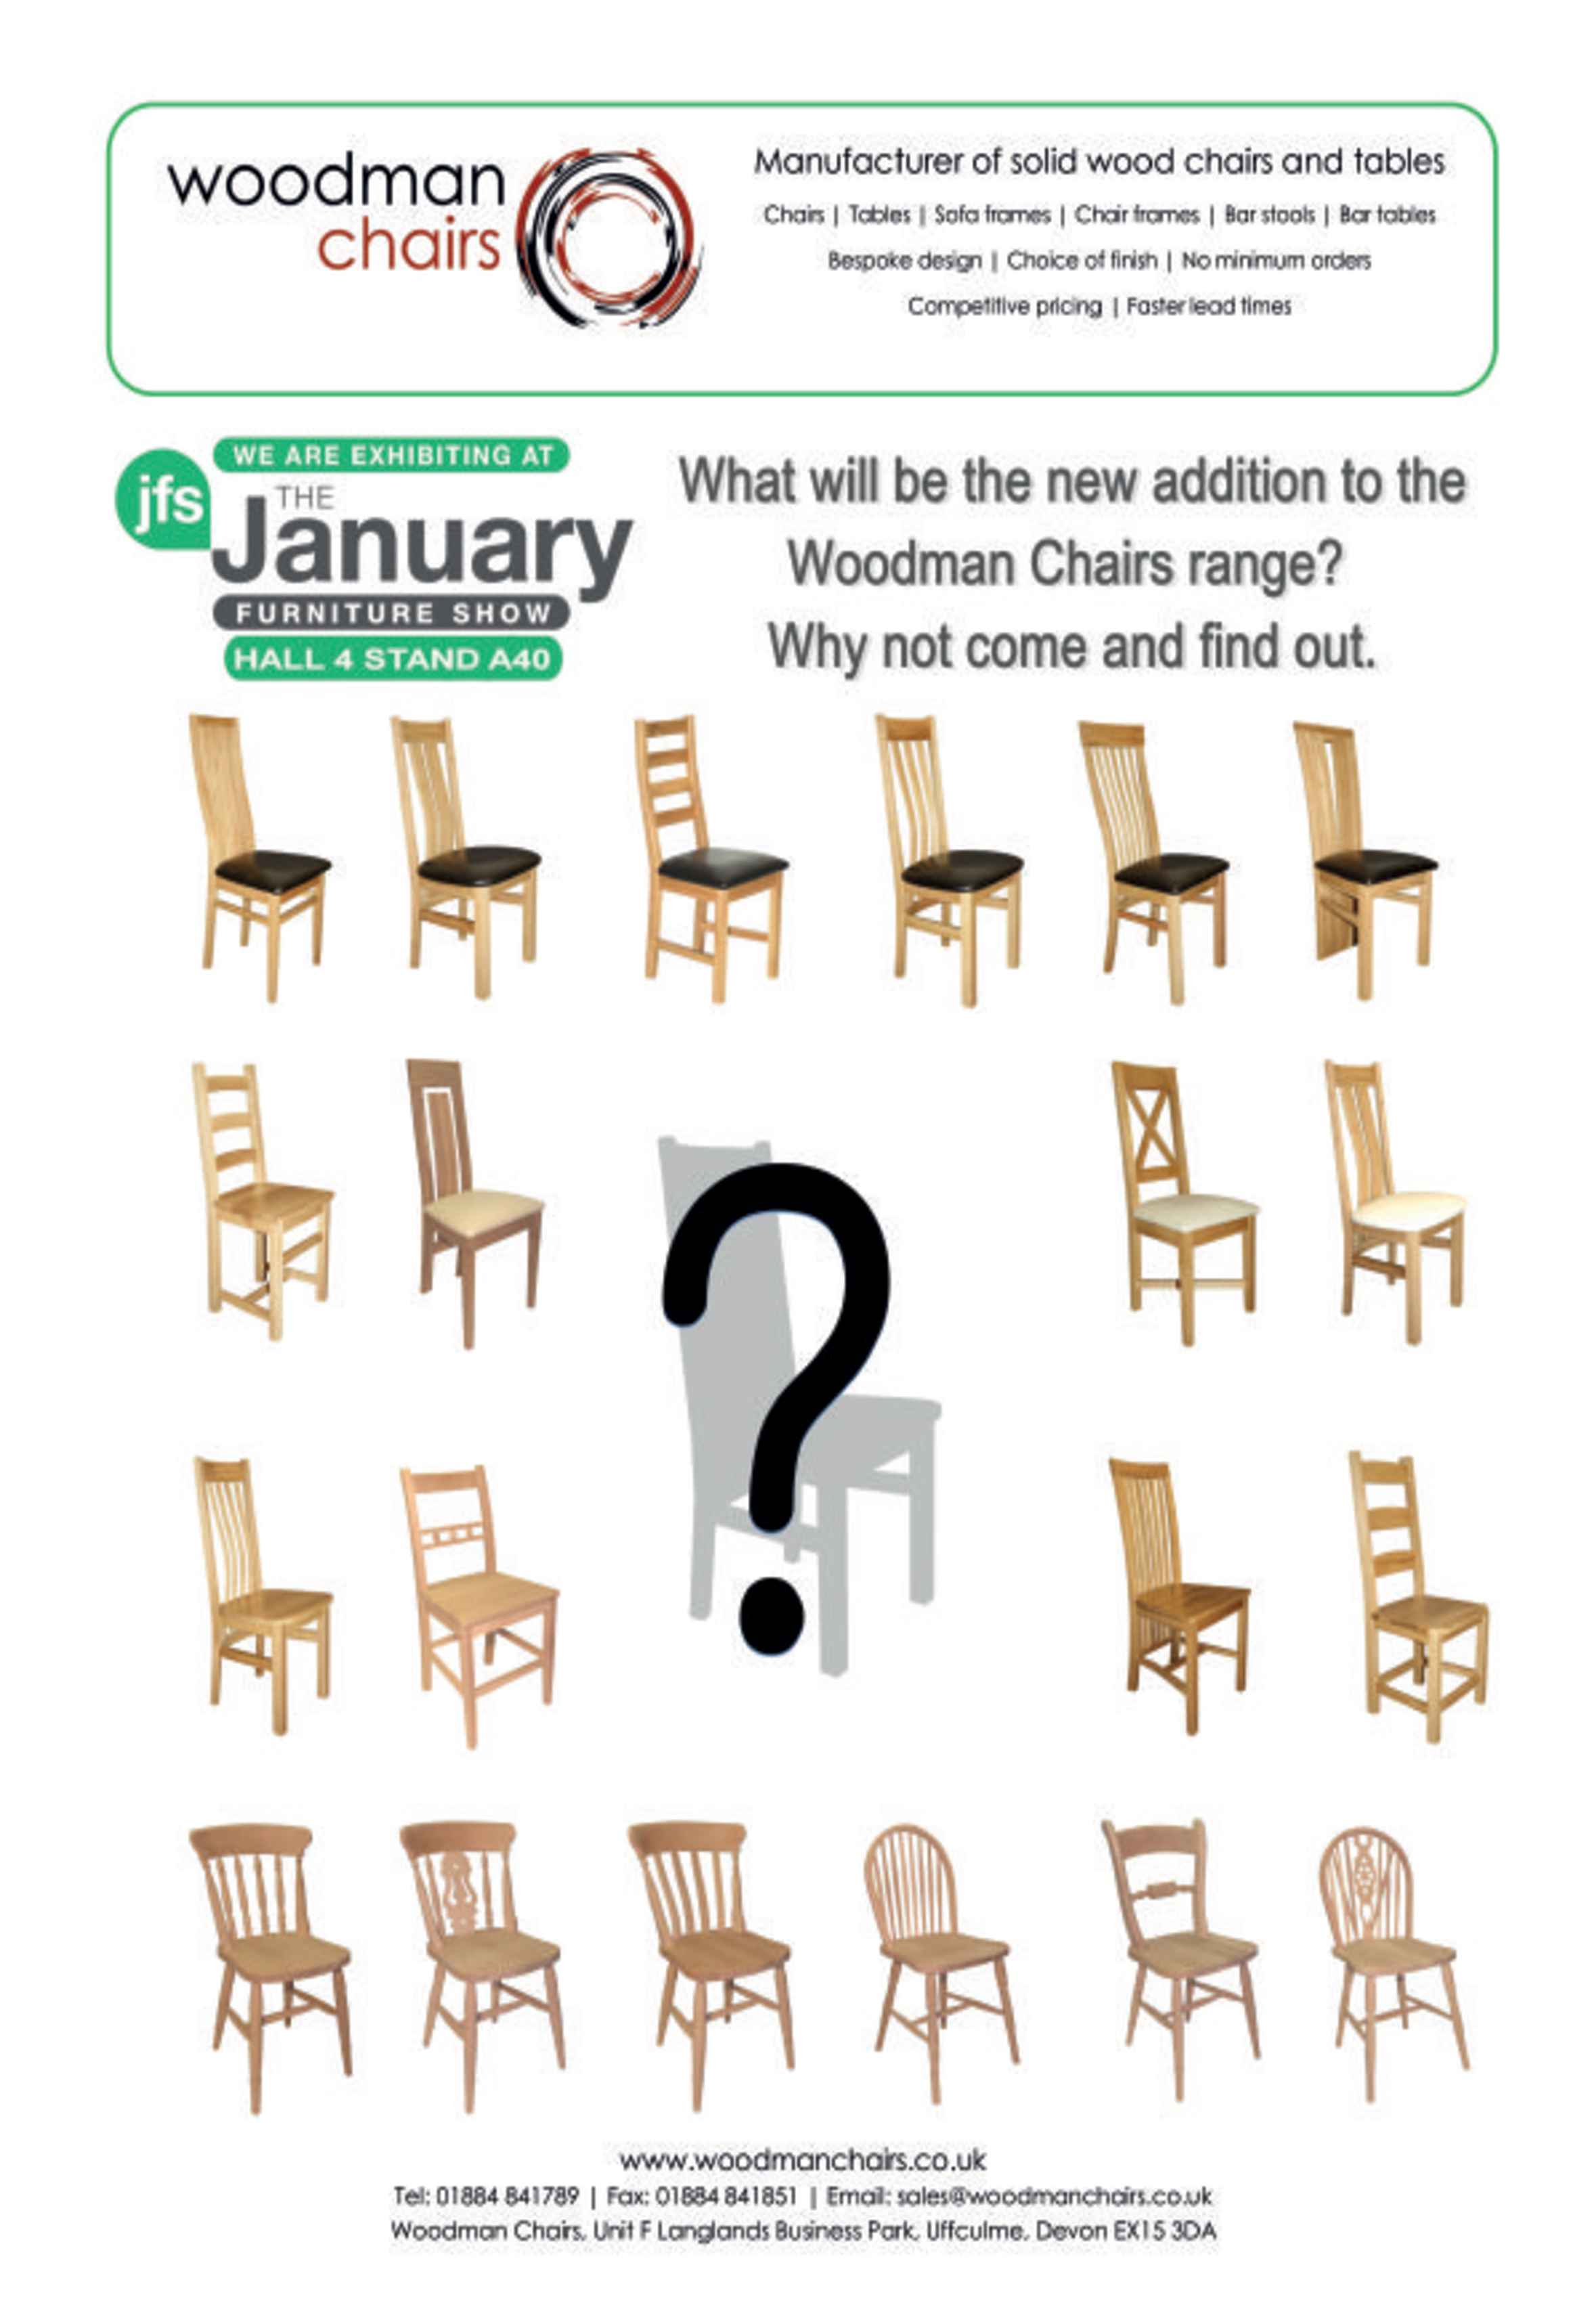 woodman
chairs
Manufacturer of solid wood chairs and tables
Chairs | Tables | Sofa frames | Chair frames | Bar stools | Bar tables
Bespoke design | Choice of finish | No minimum orders
Competitive pricing | Faster lead times
WE ARE EXHIBITING AT
jfs
THE
January
FURNITURE SHOW
HALL 4 STAND A40
What will be the new addition to the
Woodman Chairs range?
Why not come and find out.
?
www.woodmanchairs.co.uk
Tel: 01884 841789 | Fax: 01884 841851 | Email: sales@woodmanchairs.co.uk
Woodman Chairs, Unit F Langlands Business Park, Uffculme, Devon EX15 3DA